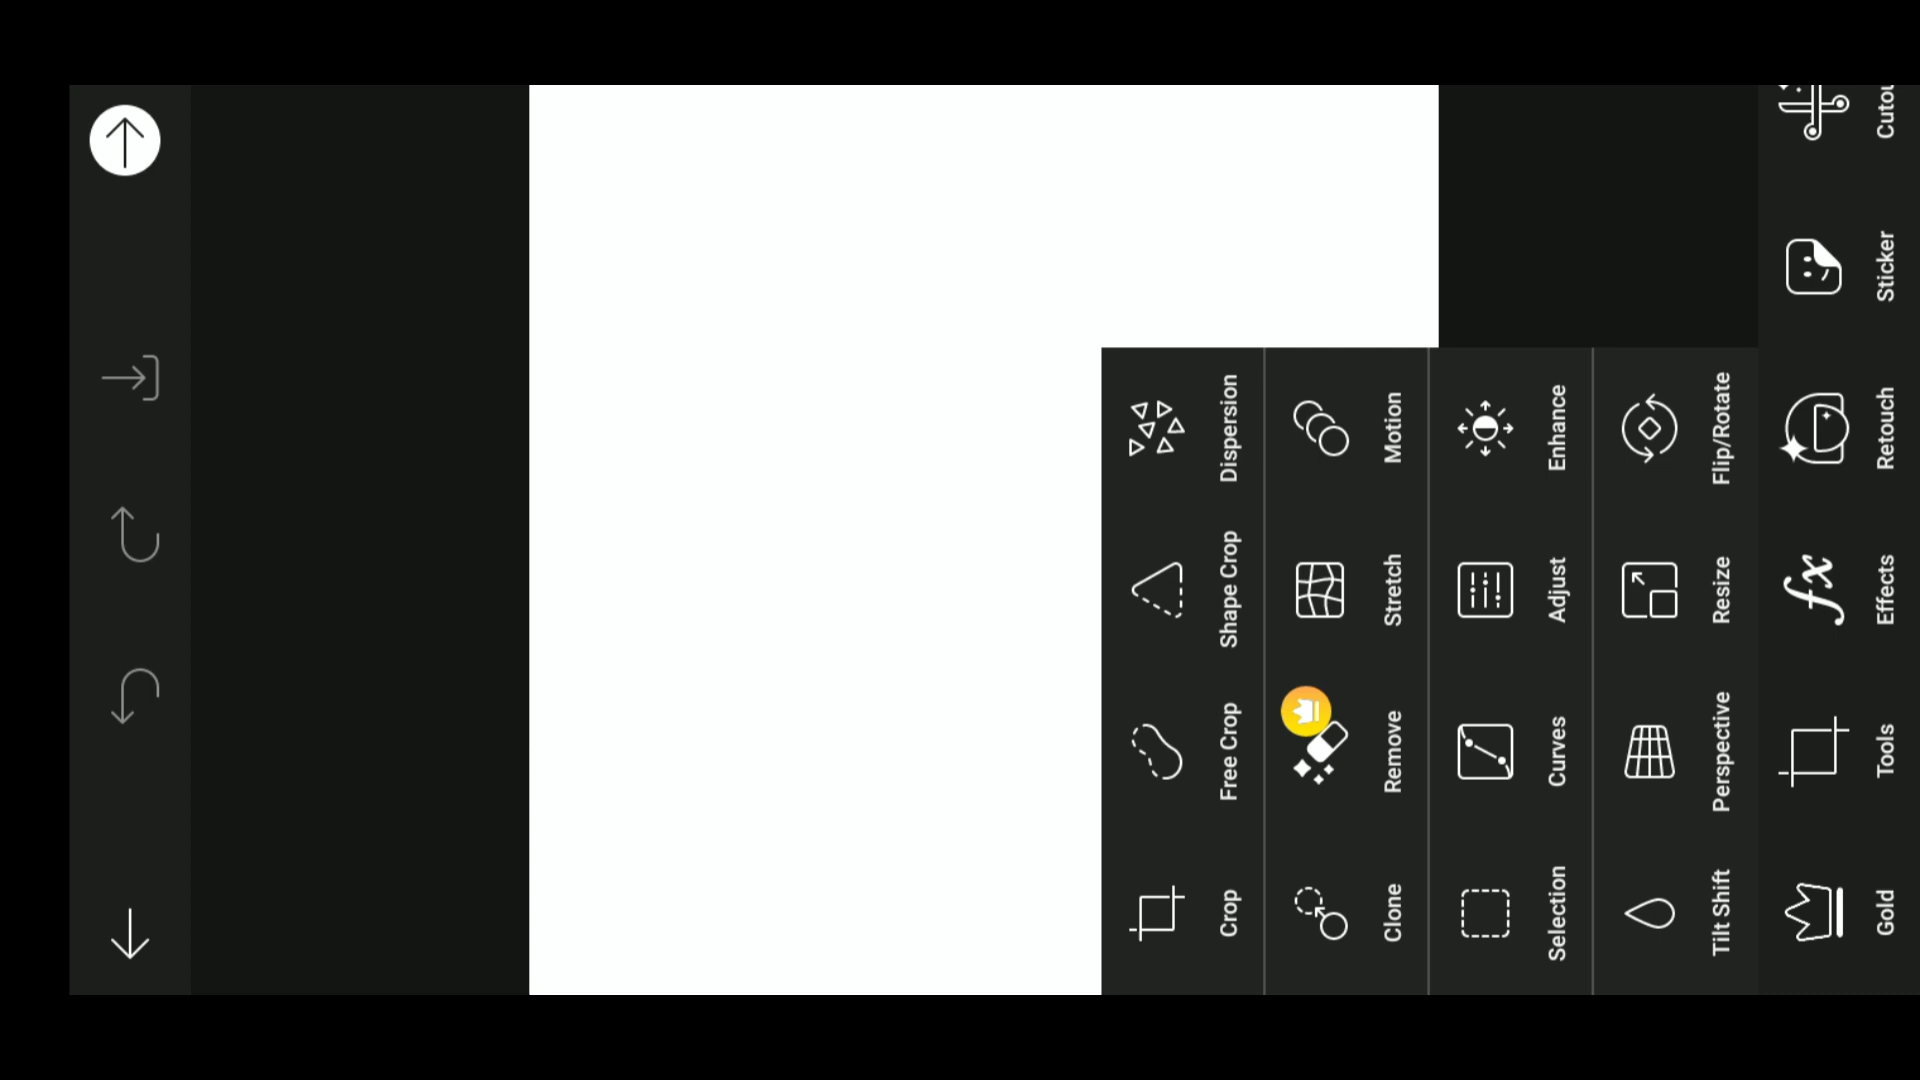 Crop Free Crop Shape Crop Dispersion
Clone Remove Stretch Motion
Selection Curves Adjust Enhance
Tilt Shift Perspective Resize Flip/Rotate
Gold Tools Effects Retouch Sticker